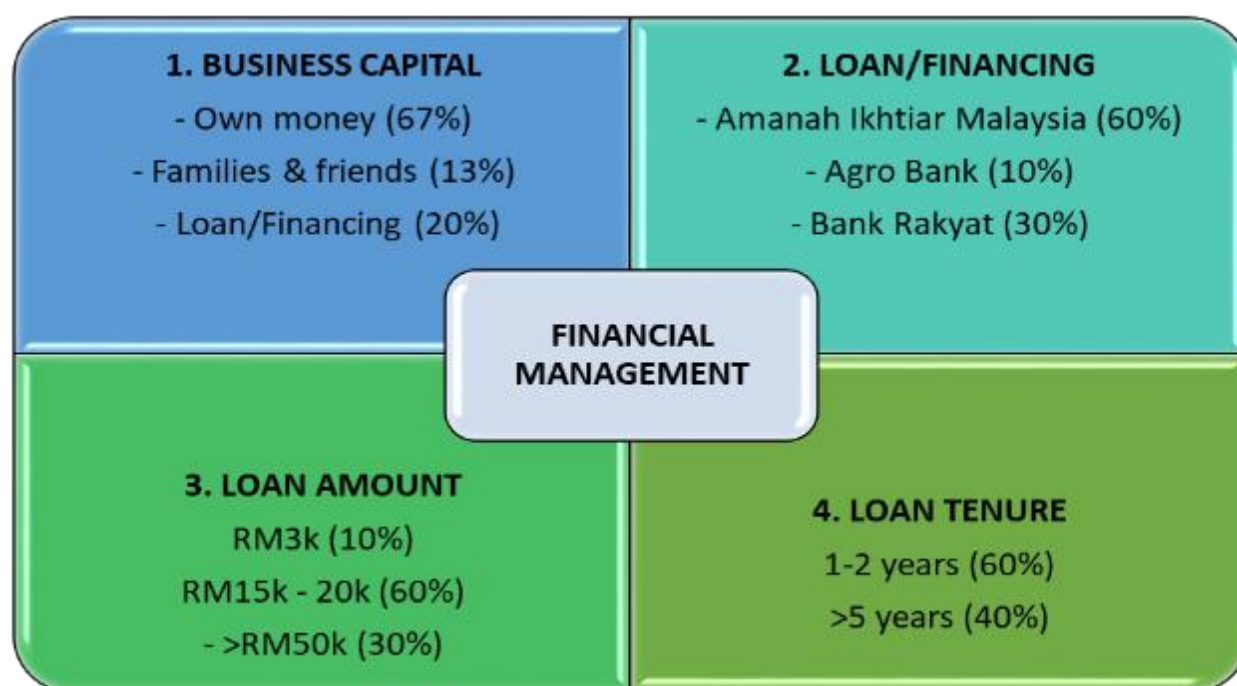 1. BUSINESS CAPITAL
- Own money (67%)
- Families & friends (13%)
- Loan/Financing (20%)
2. LOAN/FINANCING
- Amanah Ikhtiar Malaysia (60%)
- Agro Bank (10%)
- Bank Rakyat (30%)
FINANCIAL
MANAGEMENT
3. LOAN AMOUNT
RM3k (10%)
RM15k - 20k (60%)
- >RM50k (30%)
4. LOAN TENURE
1-2 years (60%)
>5 years (40%)